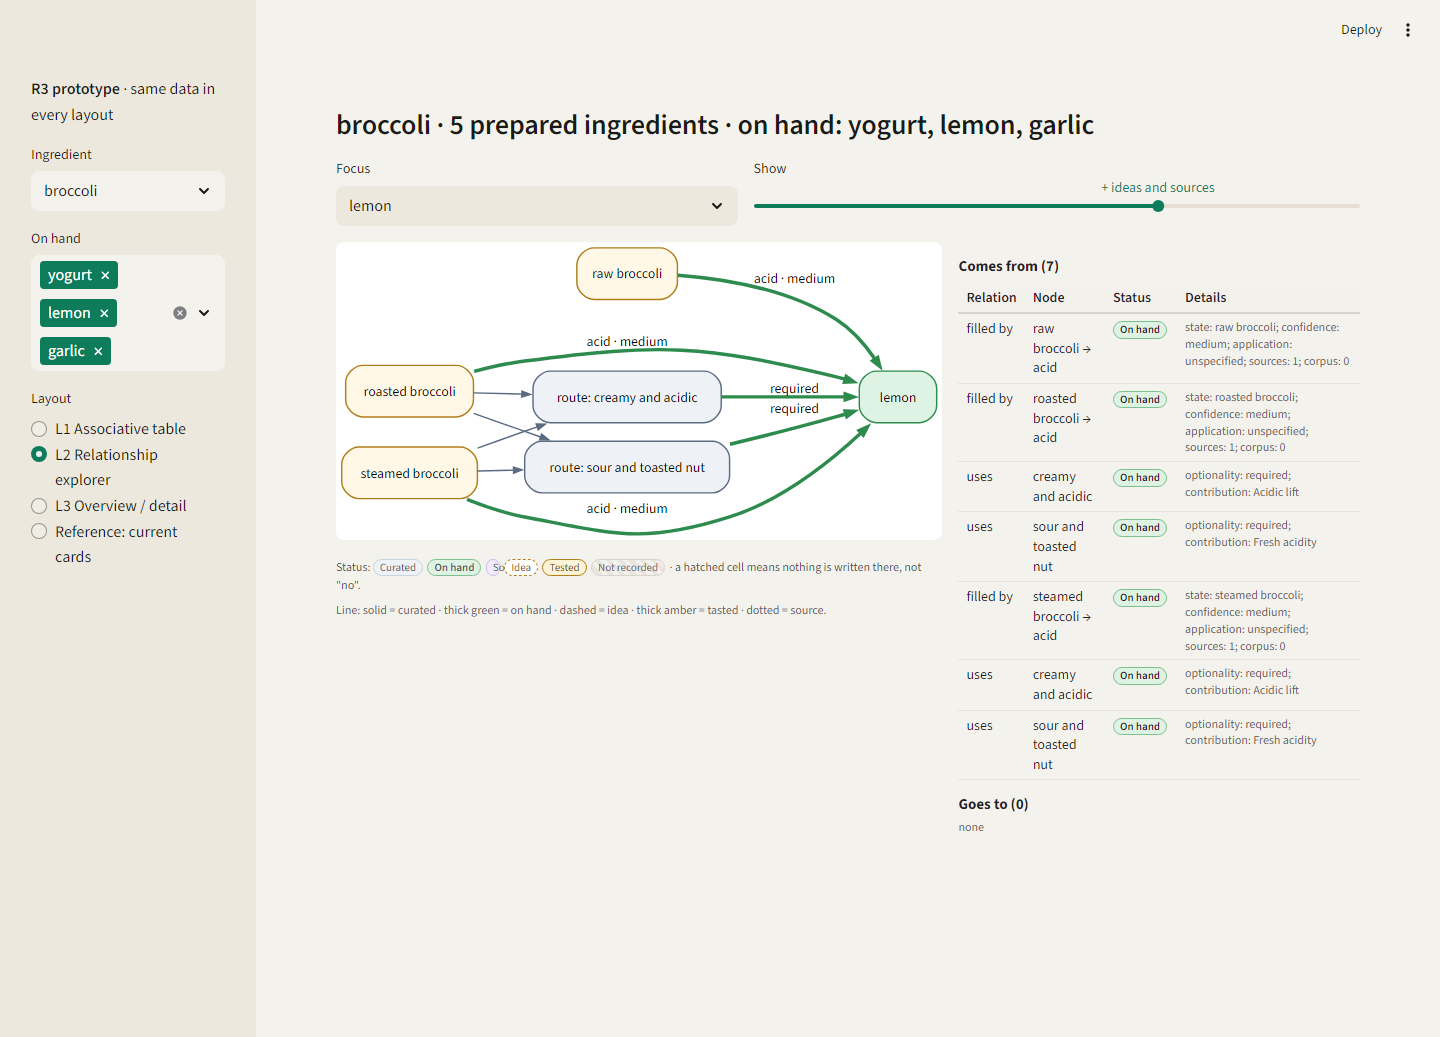 Deploy
R3 prototype · same data in
every layout
Ingredient
broccoli
On hand
yogurt ×
lemon ×
garlic ×
Layout
L1 Associative table
L2 Relationship
explorer
L3 Overview / detail
Reference: current
cards
broccoli · 5 prepared ingredients · on hand: yogurt, lemon, garlic
Focus
lemon
Show
+ ideas and sources
raw broccoli
acid · medium
acid · medium
roasted broccoli
route: creamy and acidic
required
lemon
required
steamed broccoli
route: sour and toasted nut
acid · medium
Status: Curated On hand So Idea Tested Not recorded · a hatched cell means nothing is written there, not
"no".
Line: solid = curated · thick green = on hand · dashed = idea · thick amber = tasted · dotted = source.
Comes from (7)
Relation Node Status Details
filled by raw On hand state: raw broccoli; confidence:
broccoli → medium; application:
acid unspecified; sources: 1; corpus: 0
filled by roasted On hand state: roasted broccoli;
broccoli → confidence: medium;
acid application: unspecified;
sources: 1; corpus: 0
uses creamy On hand optionality: required;
and acidic contribution: Acidic lift
uses sour and On hand optionality: required;
toasted contribution: Fresh acidity
nut
filled by steamed On hand state: steamed broccoli;
broccoli → confidence: medium;
acid application: unspecified;
sources: 1; corpus: 0
uses creamy On hand optionality: required;
and acidic contribution: Acidic lift
uses sour and On hand optionality: required;
toasted contribution: Fresh acidity
nut
Goes to (0)
none